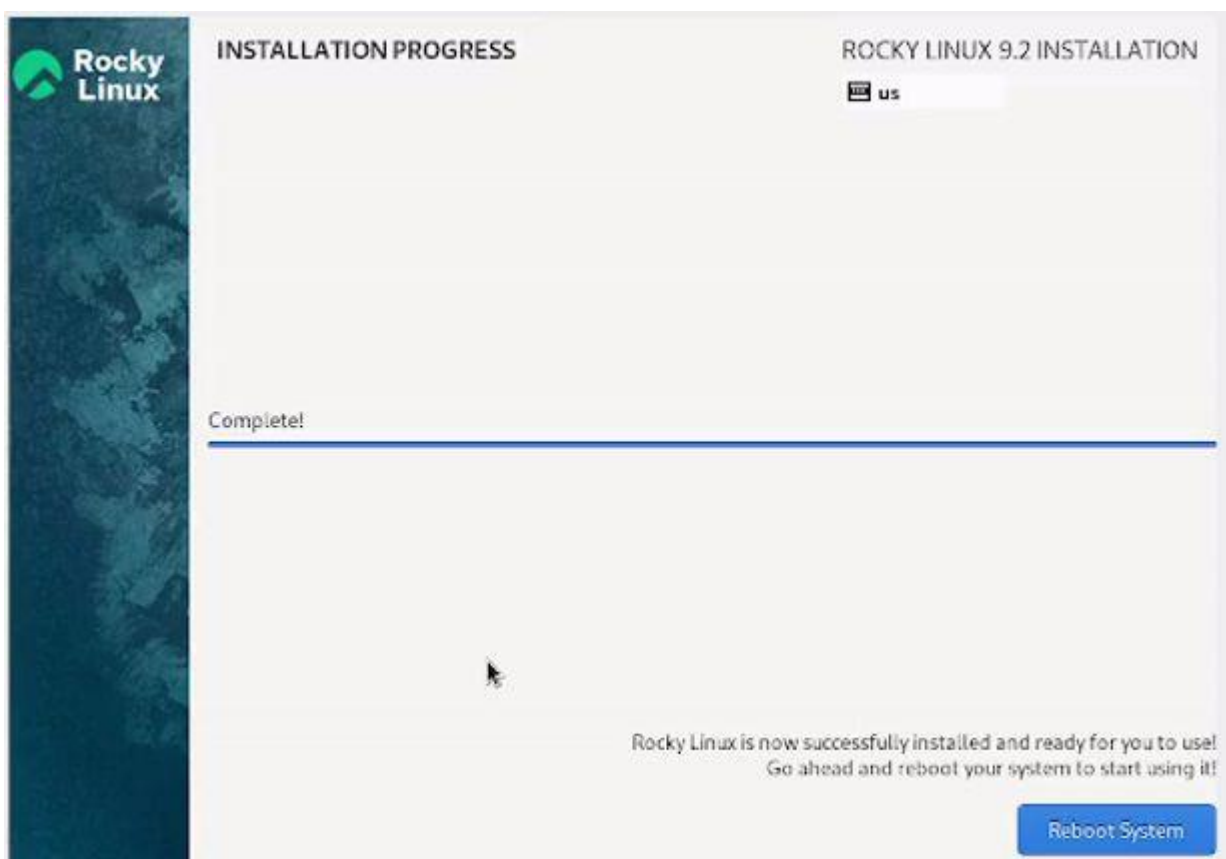 Rocky
Linux
INSTALLATION PROGRESS
ROCKY LINUX 9.2 INSTALLATION
us
Complete!
Rocky Linux is now successfully installed and ready for you to use!
Go ahead and reboot your system to start using it!
Reboot System